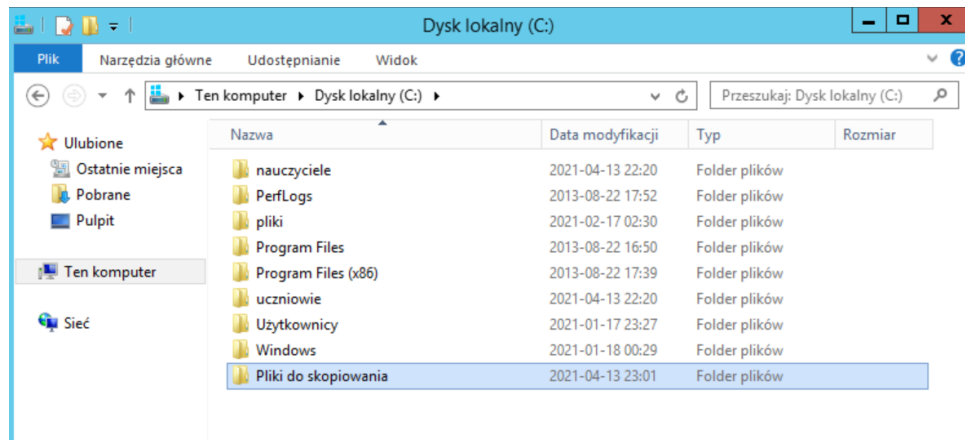 Dysk lokalny (C:)
Plik Narzędzia główne Udostępnianie Widok
Ten komputer Dysk lokalny (C:) Przeszukaj: Dysk lokalny (C:)
Ulubione
Ostatnie miejsca
Pobrane
Pulpit
Ten komputer
Sieć
Nazwa Data modyfikacji Typ Rozmiar
nauczyciele 2021-04-13 22:20 Folder plików
PerfLogs 2013-08-22 17:52 Folder plików
pliki 2021-02-17 02:30 Folder plików
Program Files 2013-08-22 16:50 Folder plików
Program Files (x86) 2013-08-22 17:39 Folder plików
uczniowie 2021-04-13 22:20 Folder plików
Użytkownicy 2021-01-17 23:27 Folder plików
Windows 2021-01-18 00:29 Folder plików
Pliki do skopiowania 2021-04-13 23:01 Folder plików